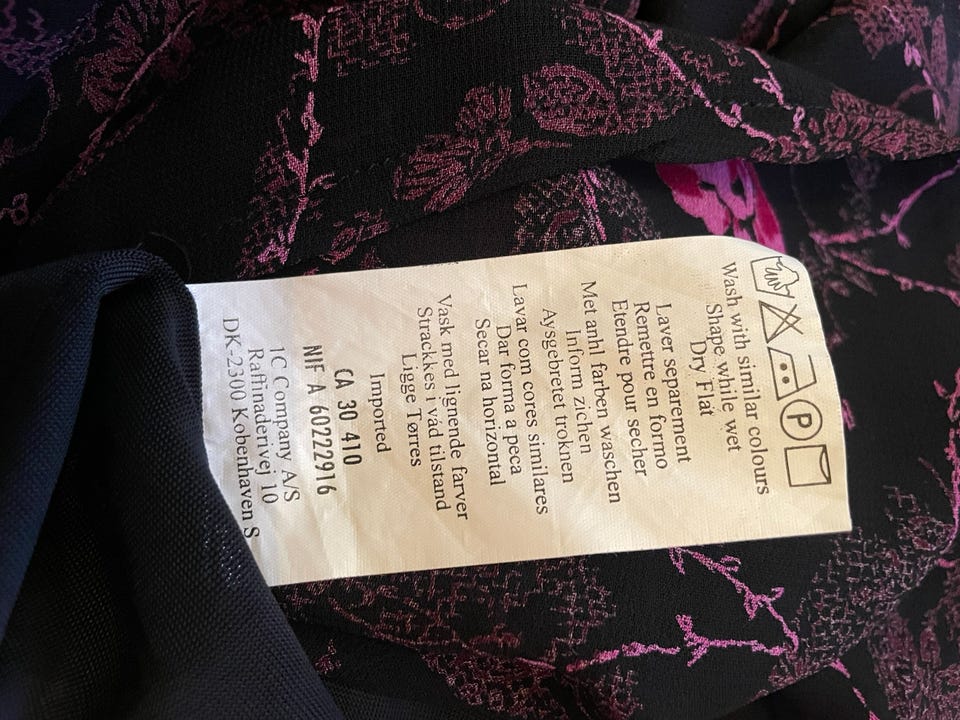 P
Wash with similar colours
Shape while wet
Dry Flat
Laver separement
Remettre en formo
Etendre pour secher
Met anhl farben waschen
Inform zichen
Aysgebretet troknen
Lavar com cores similares
Dar forma a peca
Secar na horizontal
Vask med lignende farver
Strackkes i våd tilstand
Ligge Tørres
Imported
CA 30 410
NIF A 60222916
IC Company A/S
Raffinaderivej 10
DK-2300 Kobenhaven S